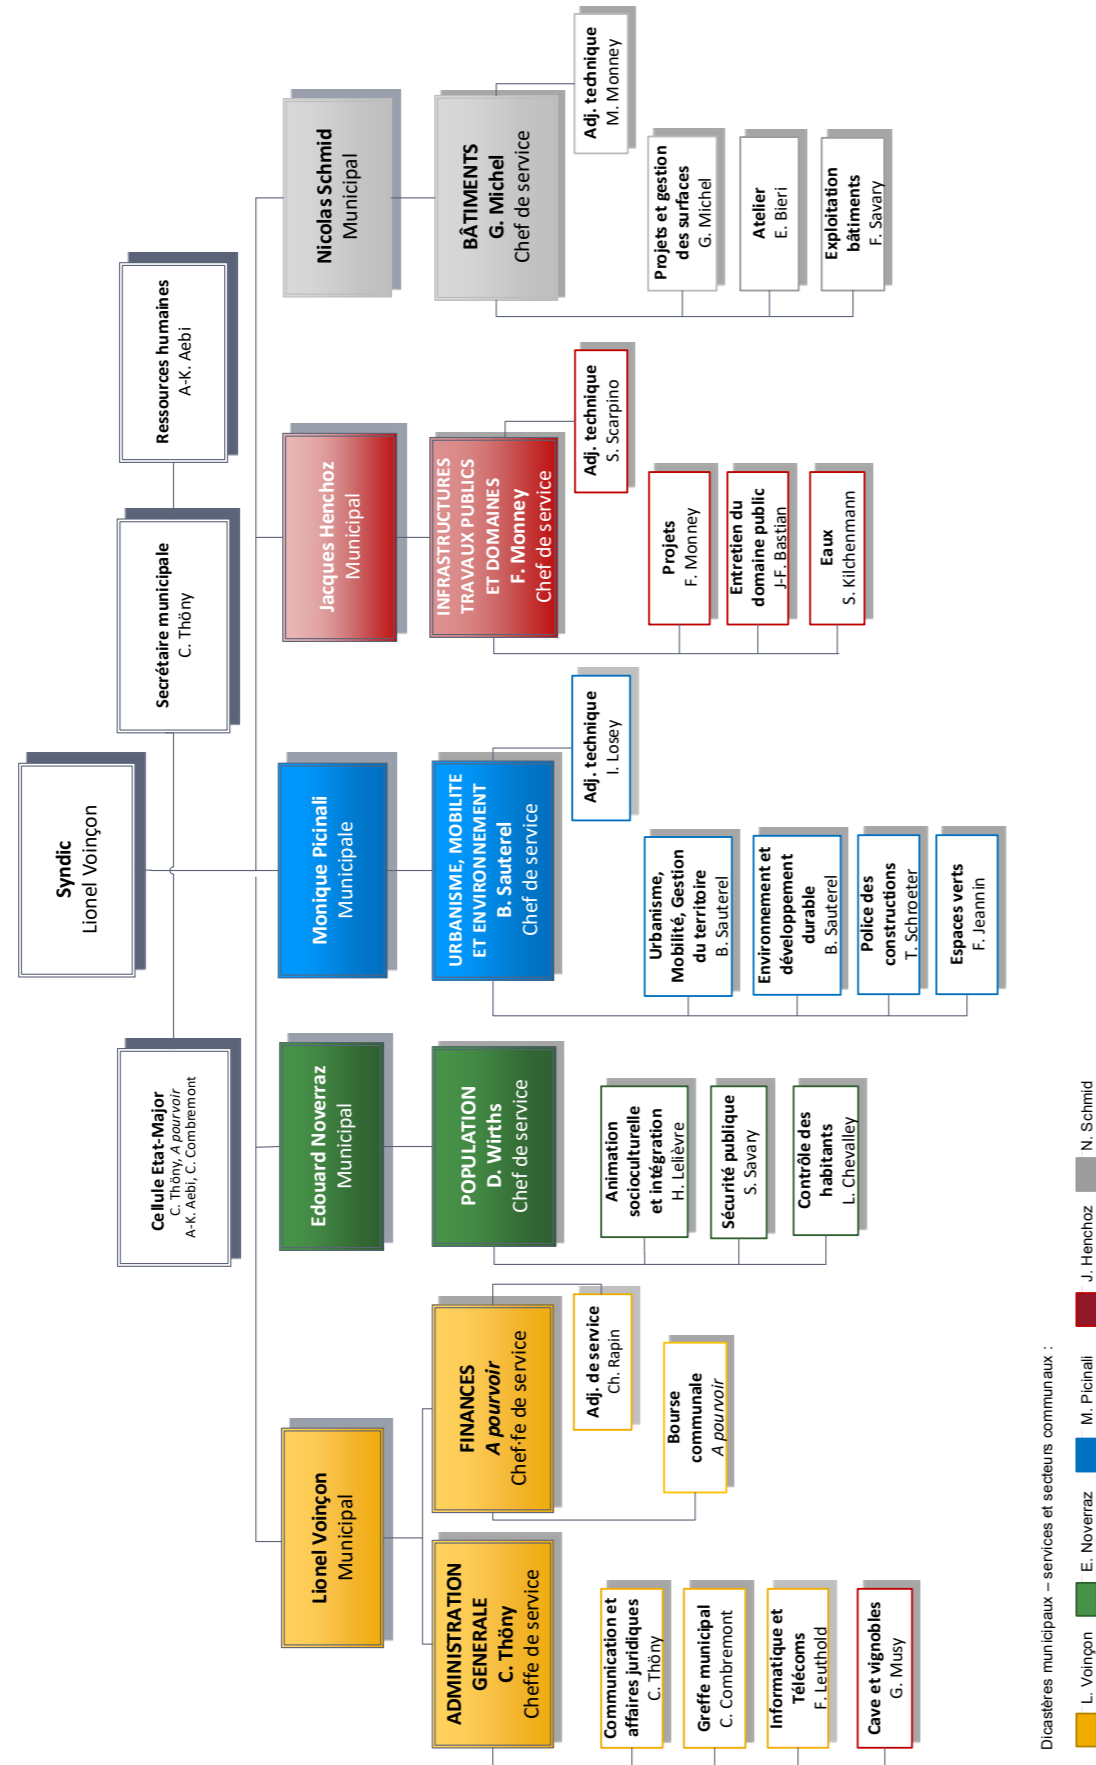 Syndic
Lionel Voinçon
Cellule Etat-Major
C. Thöny, A pourvoir
A-K. Aebi, C. Combremont
Secrétaire municipale
C. Thöny
Ressources humaines
A-K. Aebi
Lionel Voinçon
Municipal
Edouard Noverraz
Municipal
Monique Picinali
Municipale
Jacques Henchoz
Municipal
Nicolas Schmid
Municipal
ADMINISTRATION
GENERALE
C. Thöny
Cheffe de service
FINANCES
A pourvoir
Chef·fe de service
POPULATION
D. Wirths
Chef de service
URBANISME, MOBILITE
ET ENVIRONNEMENT
B. Sauterel
Chef de service
INFRASTRUCTURES
TRAVAUX PUBLICS
ET DOMAINES
F. Monney
Chef de service
BÂTIMENTS
G. Michel
Chef de service
Adj. de service
Ch. Rapin
Adj. technique
I. Losey
Adj. technique
S. Scarpino
Adj. technique
M. Monney
Communication et
affaires juridiques
C. Thöny
Greffe municipal
C. Combremont
Informatique et
Télécoms
F. Leuthold
Cave et vignobles
G. Musy
Bourse
communale
A pourvoir
Animation
socioculturelle
et intégration
H. Lelièvre
Sécurité publique
S. Savary
Contrôle des
habitants
L. Chevalley
Urbanisme,
Mobilité, Gestion
du territoire
B. Sauterel
Environnement et
développement
durable
B. Sauterel
Police des
constructions
T. Schroeter
Espaces verts
F. Jeannin
Projets
F. Monney
Entretien du
domaine public
J-F. Bastian
Eaux
S. Kilchenmann
Projets et gestion
des surfaces
G. Michel
Atelier
E. Bieri
Exploitation
bâtiments
F. Savary
Dicastères municipaux – services et secteurs communaux :
L. Voinçon
E. Noverraz
M. Picinali
J. Henchoz
N. Schmid